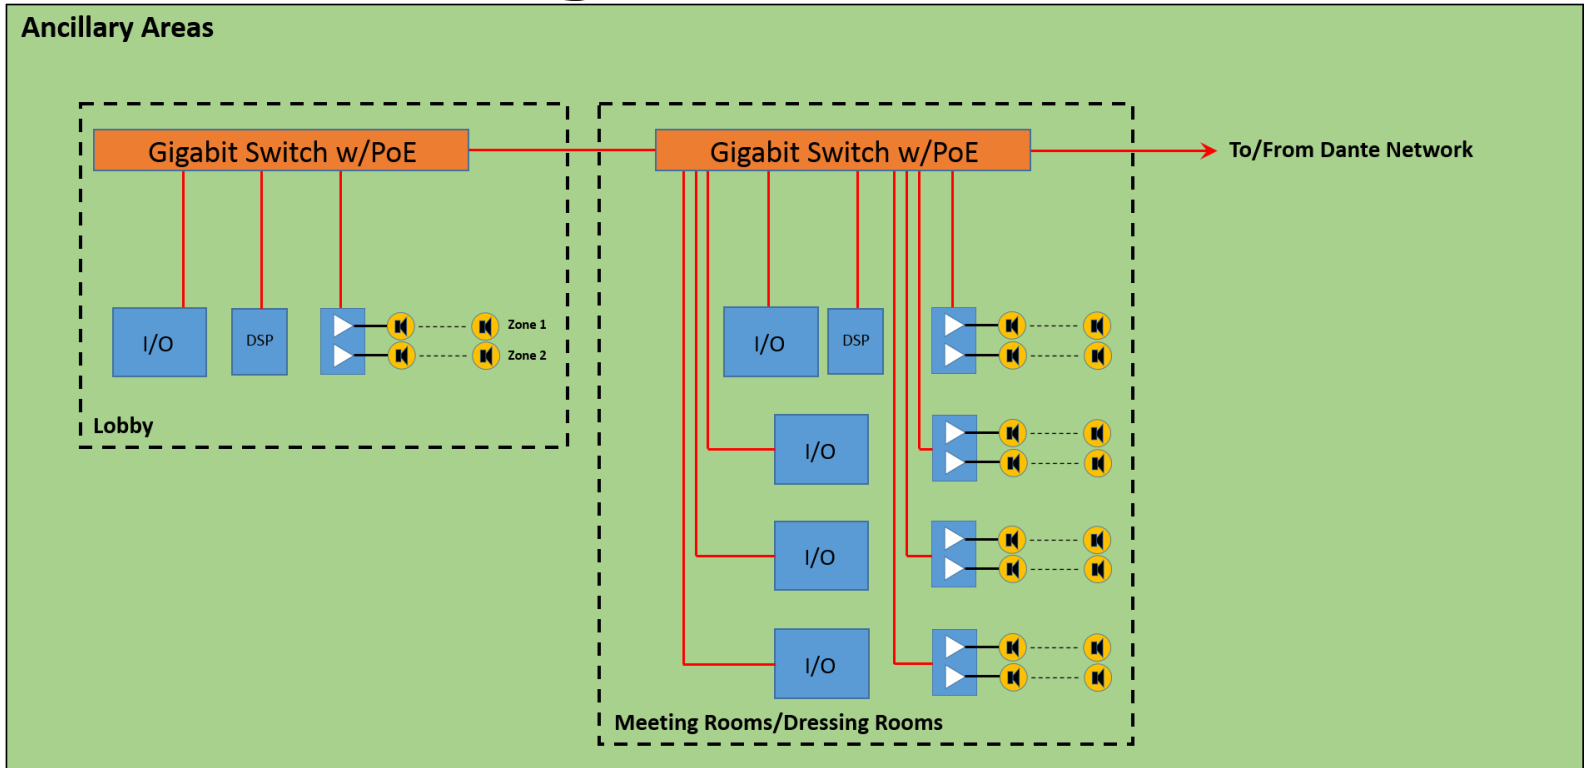 Ancillary Areas
Gigabit Switch w/PoE
Gigabit Switch w/PoE
To/From Dante Network
I/O
DSP
Zone 1
Zone 2
Lobby
I/O
DSP
I/O
I/O
I/O
Meeting Rooms/Dressing Rooms